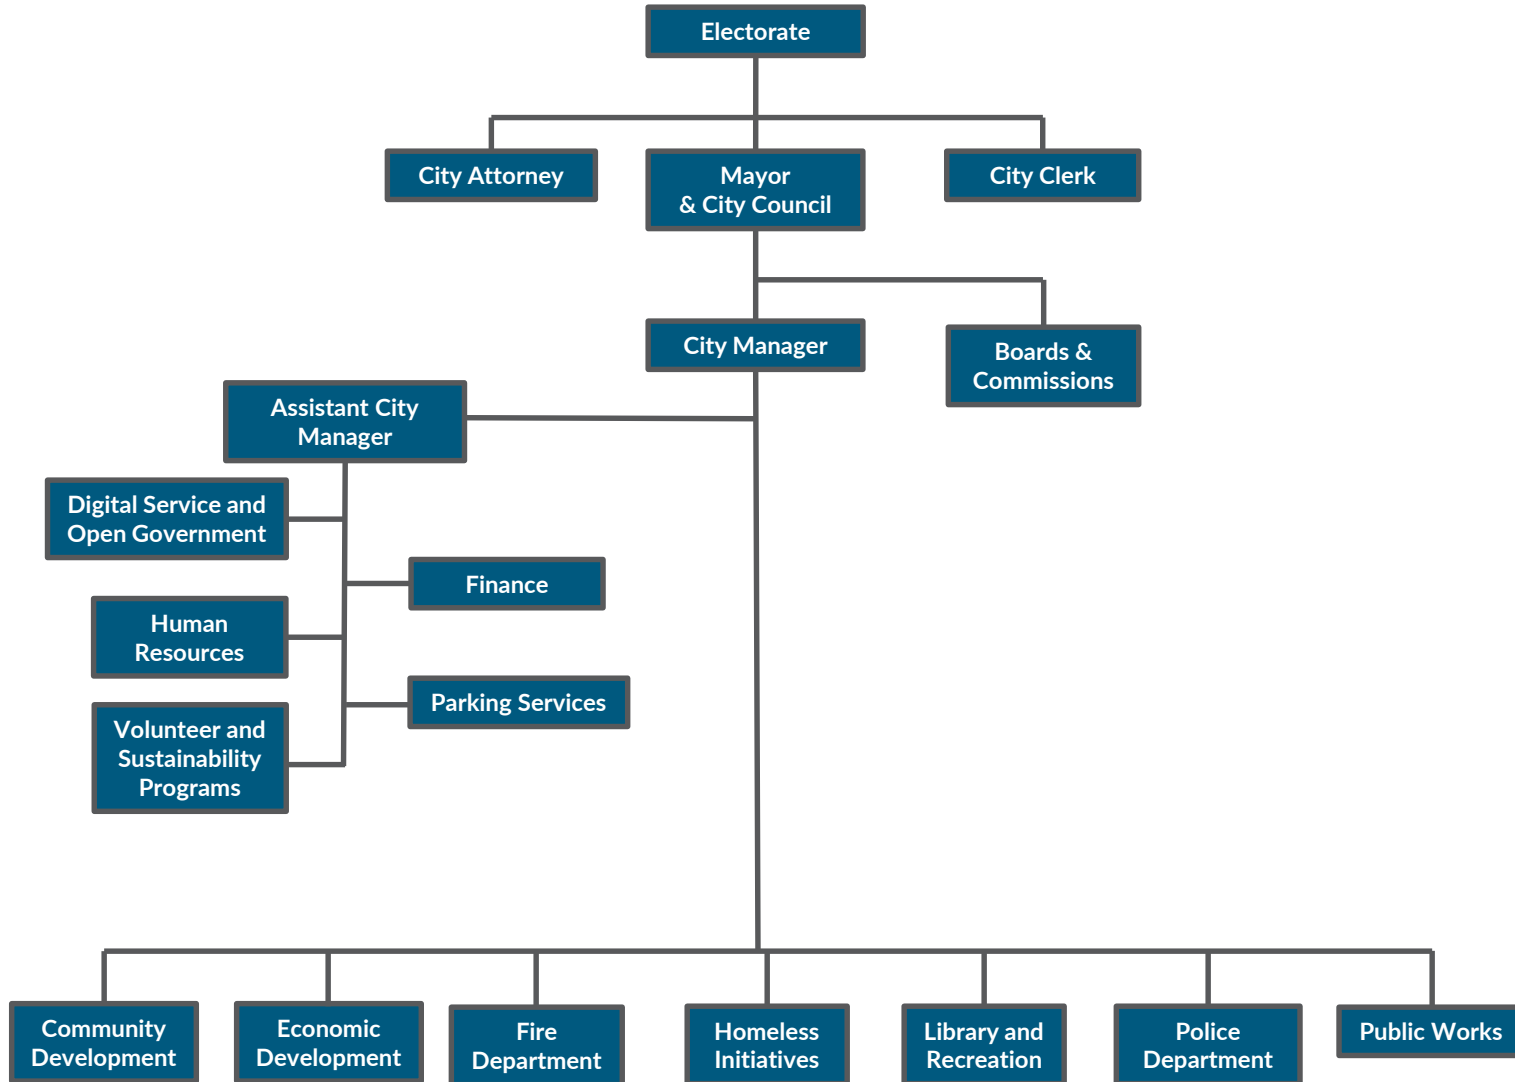 Electorate
City Attorney
Mayor
& City Council
City Clerk
City Manager
Boards &
Commissions
Assistant City
Manager
Digital Service and
Open Government
Finance
Human
Resources
Parking Services
Volunteer and
Sustainability
Programs
Community
Development
Economic
Development
Fire
Department
Homeless
Initiatives
Library and
Recreation
Police
Department
Public Works